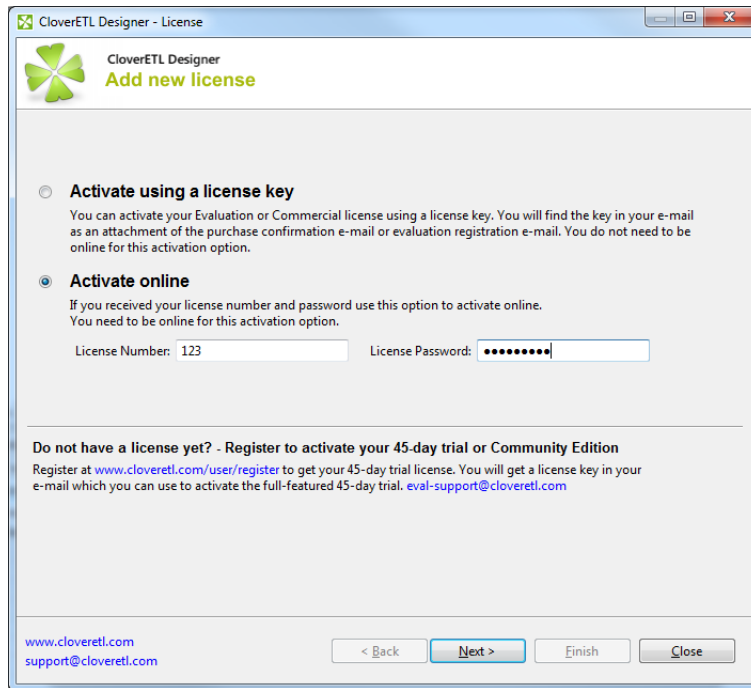 CloverETL Designer - License
CloverETL Designer
Add new license
Activate using a license key
You can activate your Evaluation or Commercial license using a license key. You will find the key in your e-mail
as an attachment of the purchase confirmation e-mail or evaluation registration e-mail. You do not need to be
online for this activation option.
Activate online
If you received your license number and password use this option to activate online.
You need to be online for this activation option.
License Number: 123 License Password: •••••••••
Do not have a license yet? - Register to activate your 45-day trial or Community Edition
Register at www.cloveretl.com/user/register to get your 45-day trial license. You will get a license key in your
e-mail which you can use to activate the full-featured 45-day trial. eval-support@cloveretl.com
www.cloveretl.com
support@cloveretl.com
< Back Next > Finish Close